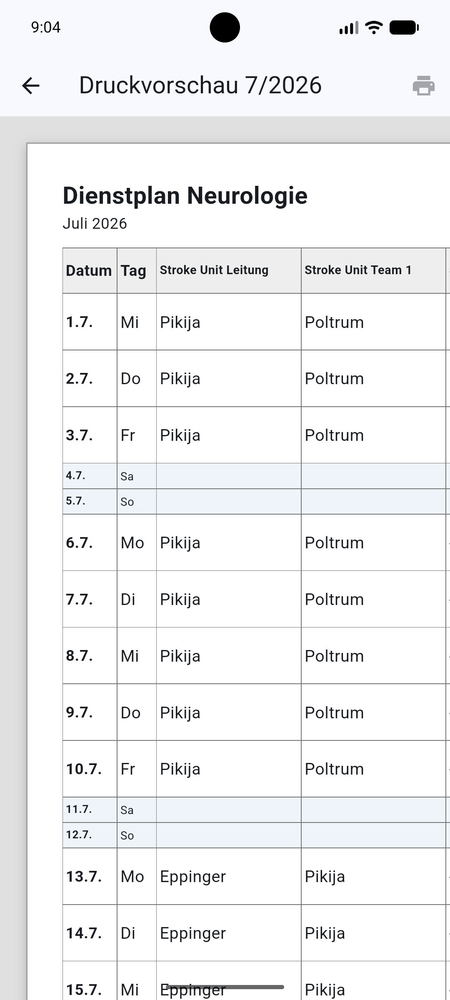 9:04
Druckvorschau 7/2026
Dienstplan Neurologie
Juli 2026
Datum Tag Stroke Unit Leitung Stroke Unit Team 1
1.7. Mi Pikija Poltrum
2.7. Do Pikija Poltrum
3.7. Fr Pikija Poltrum
4.7. Sa
5.7. So
6.7. Mo Pikija Poltrum
7.7. Di Pikija Poltrum
8.7. Mi Pikija Poltrum
9.7. Do Pikija Poltrum
10.7. Fr Pikija Poltrum
11.7. Sa
12.7. So
13.7. Mo Eppinger Pikija
14.7. Di Eppinger Pikija
15.7. Mi Eppinger Pikija